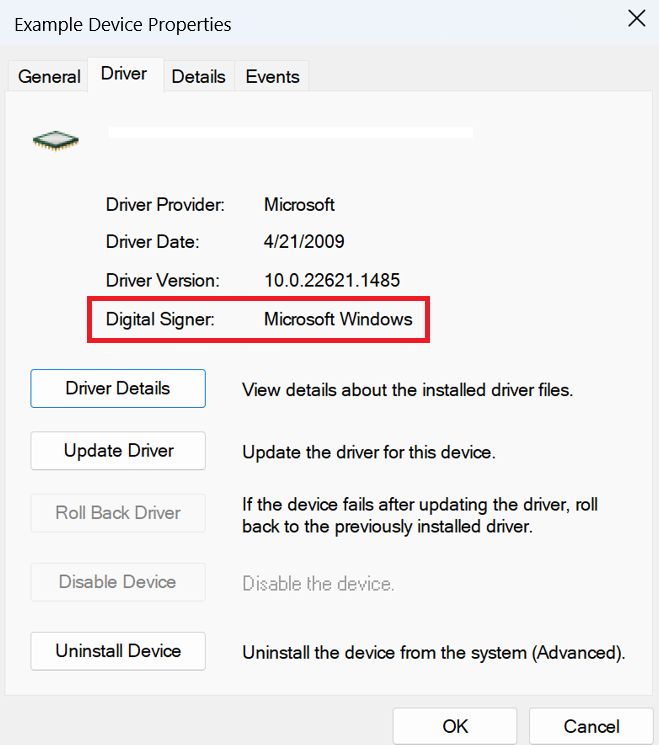 Example Device Properties
General Driver Details Events
Driver Provider: Microsoft
Driver Date: 4/21/2009
Driver Version: 10.0.22621.1485
Digital Signer: Microsoft Windows
Driver Details View details about the installed driver files.
Update Driver Update the driver for this device.
Roll Back Driver If the device fails after updating the driver, roll
back to the previously installed driver.
Disable Device Disable the device.
Uninstall Device Uninstall the device from the system (Advanced).
OK Cancel